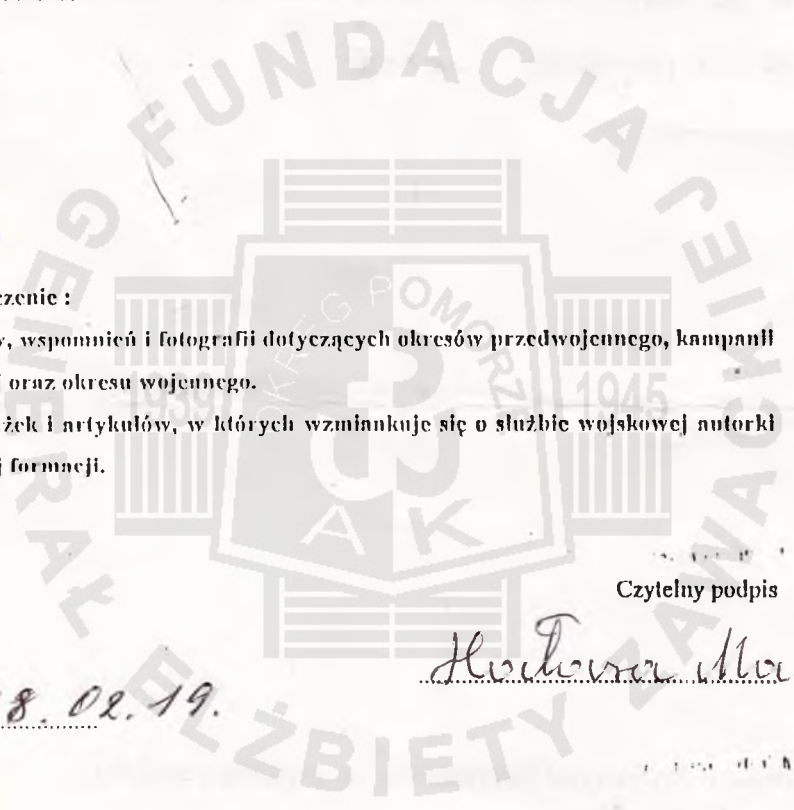 zenie :
, wspomnień i fotografii dotyczących okresów przedwojennego, kampanii
oraz okresu wojennego.
żek i artykułów, w których wzmiankuje się o służbie wojskowej autorki
formacji.
Czytelny podpis
8. 02. 19.
FUNDACJA
GENERAŁ ELŻBIETY ZAWACKIEJ
OKRĘG POMORZE
1939
1945
AK